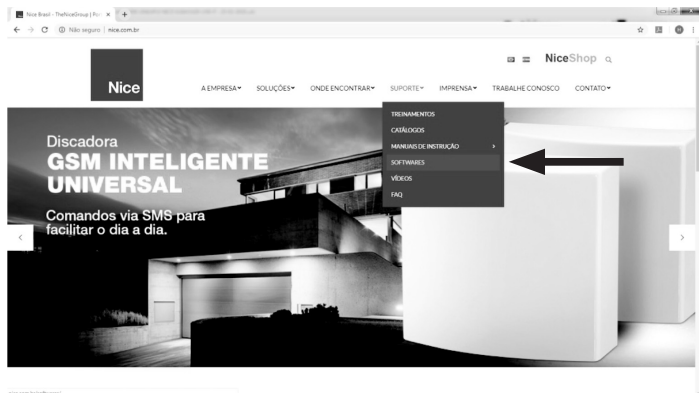 Nice Brasil - TheNiceGroup | Por
Não seguro | nice.com.br
NiceShop
Nice
A EMPRESA
SOLUÇÕES
ONDE ENCONTRAR
SUPORTE
IMPRENSA
TRABALHE CONOSCO
CONTATO
TREINAMENTOS
CATÁLOGOS
MANUAIS DE INSTRUÇÃO
SOFTWARES
VÍDEOS
FAQ
Discadora
GSM INTELIGENTE
UNIVERSAL
Comandos via SMS para
facilitar o dia a dia.